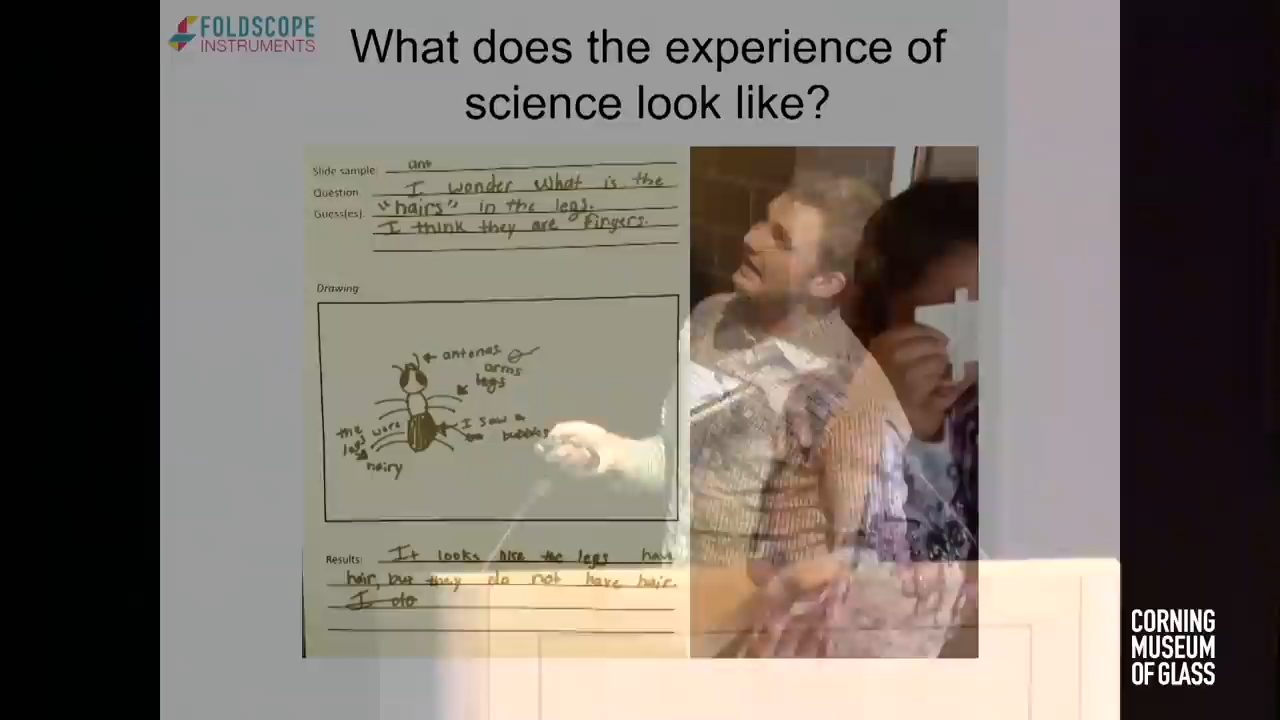 FOLDSCOPE
INSTRUMENTS
What does the experience of
science look like?
Slide sample: ant
Question: I wonder what is the
Guess(es): "hairs" in the legs.
I think they are fingers.
Drawing
antenes
arms
legs
the legs were hairy
I saw a
bubbles
Results: It looks like the legs have
hair, but they do not have hair.
I do
CORNING
MUSEUM
OF GLASS